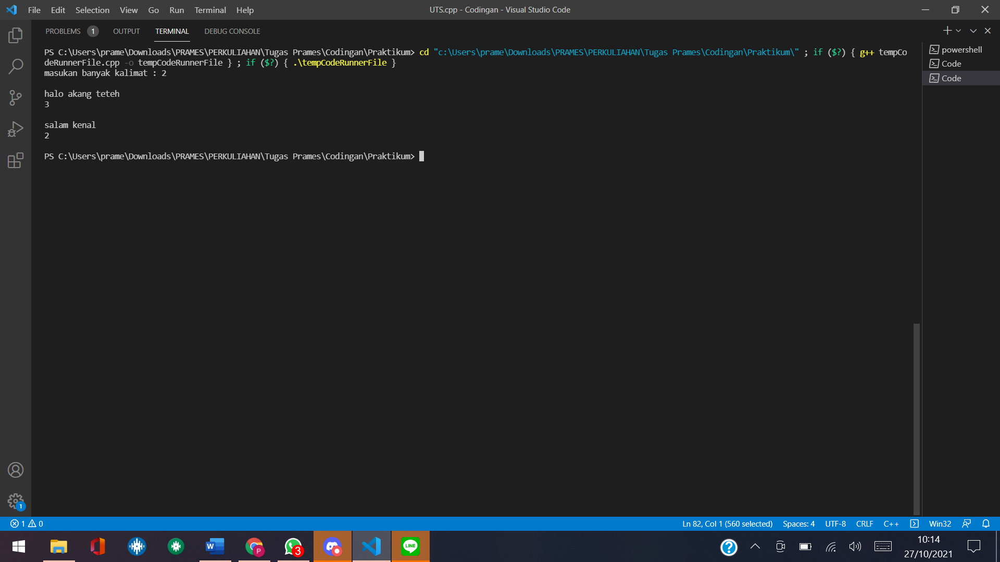 File Edit Selection View Go Run Terminal Help
UTS.cpp - Codingan - Visual Studio Code
PROBLEMS 1 OUTPUT TERMINAL DEBUG CONSOLE
PS C:\Users\prame\Downloads\PRAMES\PERKULIAHAN\Tugas Prames\Codingan\Praktikum> cd "c:\Users\prame\Downloads\PRAMES\PERKULIAHAN\Tugas Prames\Codingan\Praktikum\" ; if ($?) { g++ tempCo
deRunnerFile.cpp -o tempCodeRunnerFile } ; if ($?) { .\tempCodeRunnerFile }
masukan banyak kalimat : 2
halo akang teteh
3
salam kenal
2
PS C:\Users\prame\Downloads\PRAMES\PERKULIAHAN\Tugas Prames\Codingan\Praktikum>
powershell
Code
Code
1
1 0
Ln 82, Col 1 (560 selected) Spaces: 4 UTF-8 CRLF C++ Win32
W
P
3
LINE
?
10:14
27/10/2021